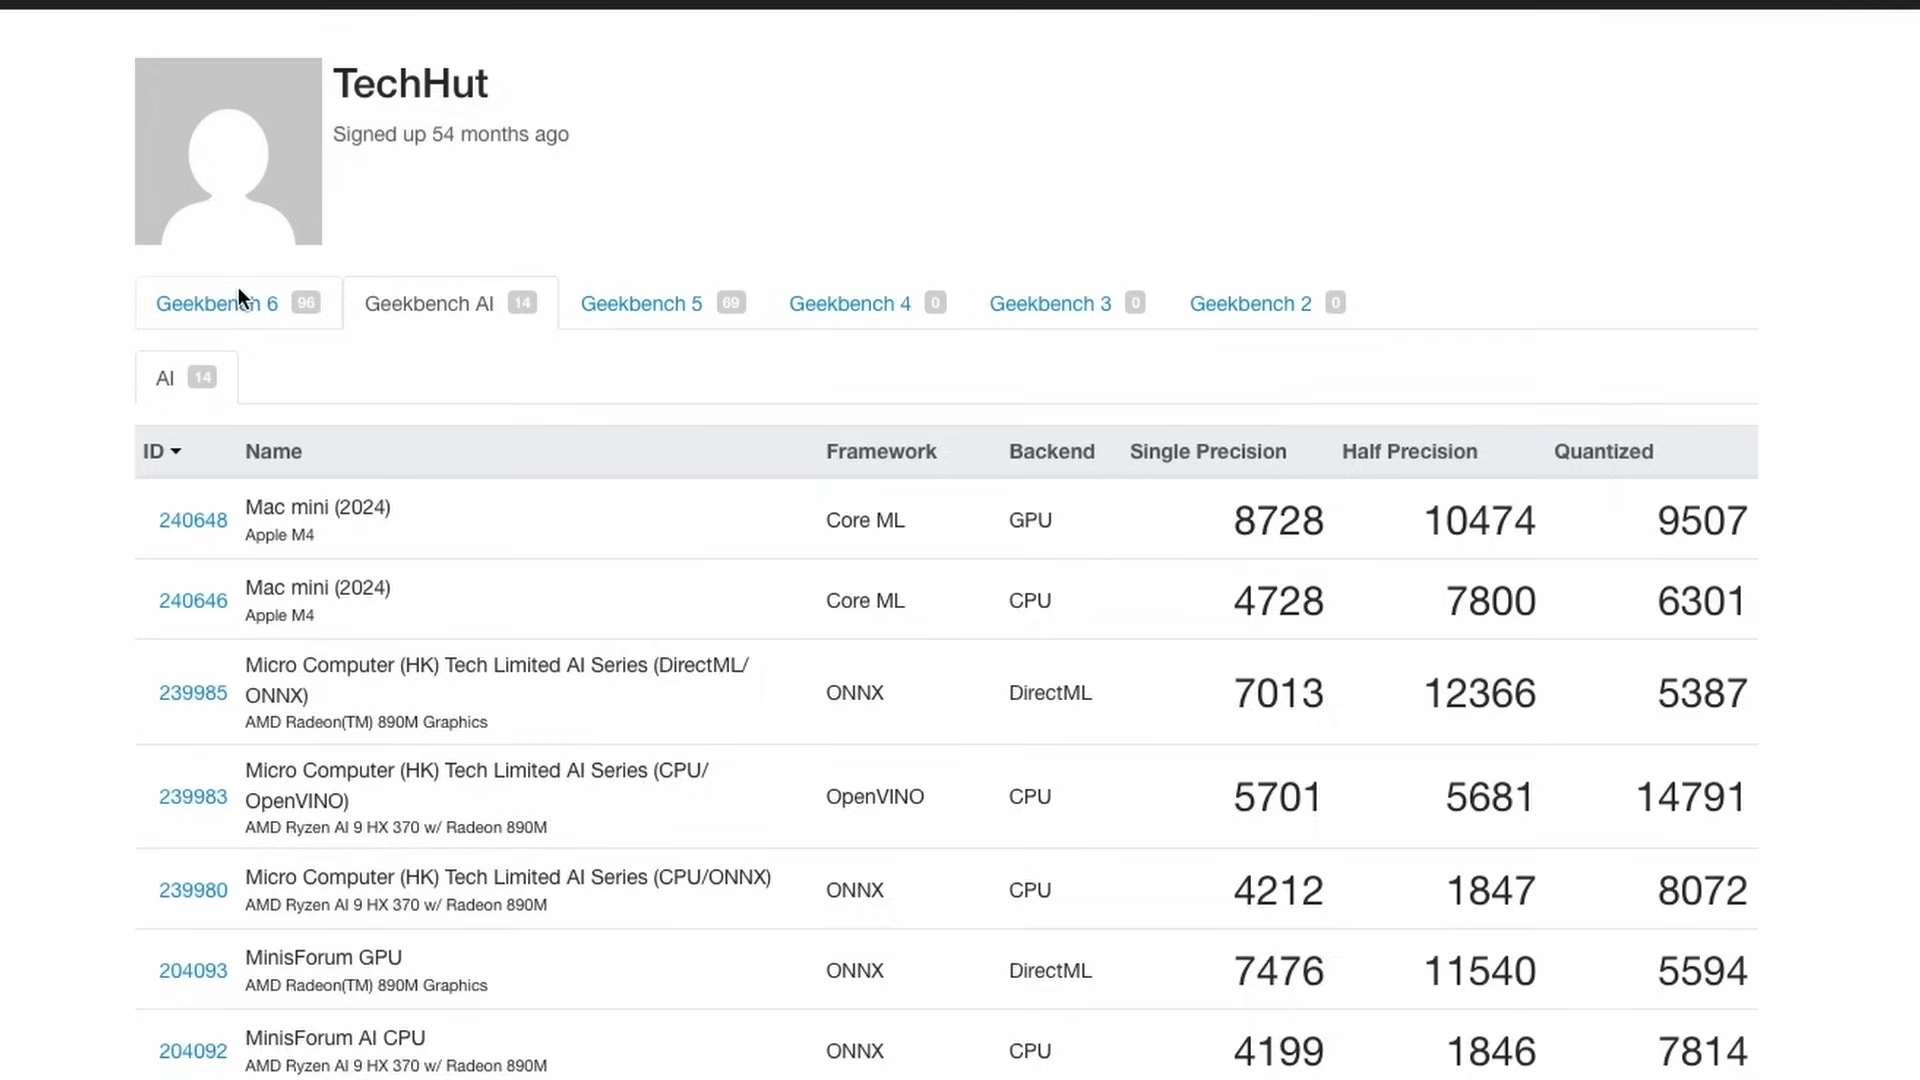 TechHut
Signed up 54 months ago
Geekbench 6 96 Geekbench AI 14 Geekbench 5 69 Geekbench 4 0 Geekbench 3 0 Geekbench 2 0
AI 14
ID Name Framework Backend Single Precision Half Precision Quantized
240648 Mac mini (2024) Core ML GPU 8728 10474 9507
Apple M4
240646 Mac mini (2024) Core ML CPU 4728 7800 6301
Apple M4
Micro Computer (HK) Tech Limited AI Series (DirectML/
239985 ONNX) ONNX DirectML 7013 12366 5387
AMD Radeon(TM) 890M Graphics
Micro Computer (HK) Tech Limited AI Series (CPU/
239983 OpenVINO) OpenVINO CPU 5701 5681 14791
AMD Ryzen AI 9 HX 370 w/ Radeon 890M
239980 Micro Computer (HK) Tech Limited AI Series (CPU/ONNX) ONNX CPU 4212 1847 8072
AMD Ryzen AI 9 HX 370 w/ Radeon 890M
204093 MinisForum GPU ONNX DirectML 7476 11540 5594
AMD Radeon(TM) 890M Graphics
204092 MinisForum AI CPU ONNX CPU 4199 1846 7814
AMD Ryzen AI 9 HX 370 w/ Radeon 890M